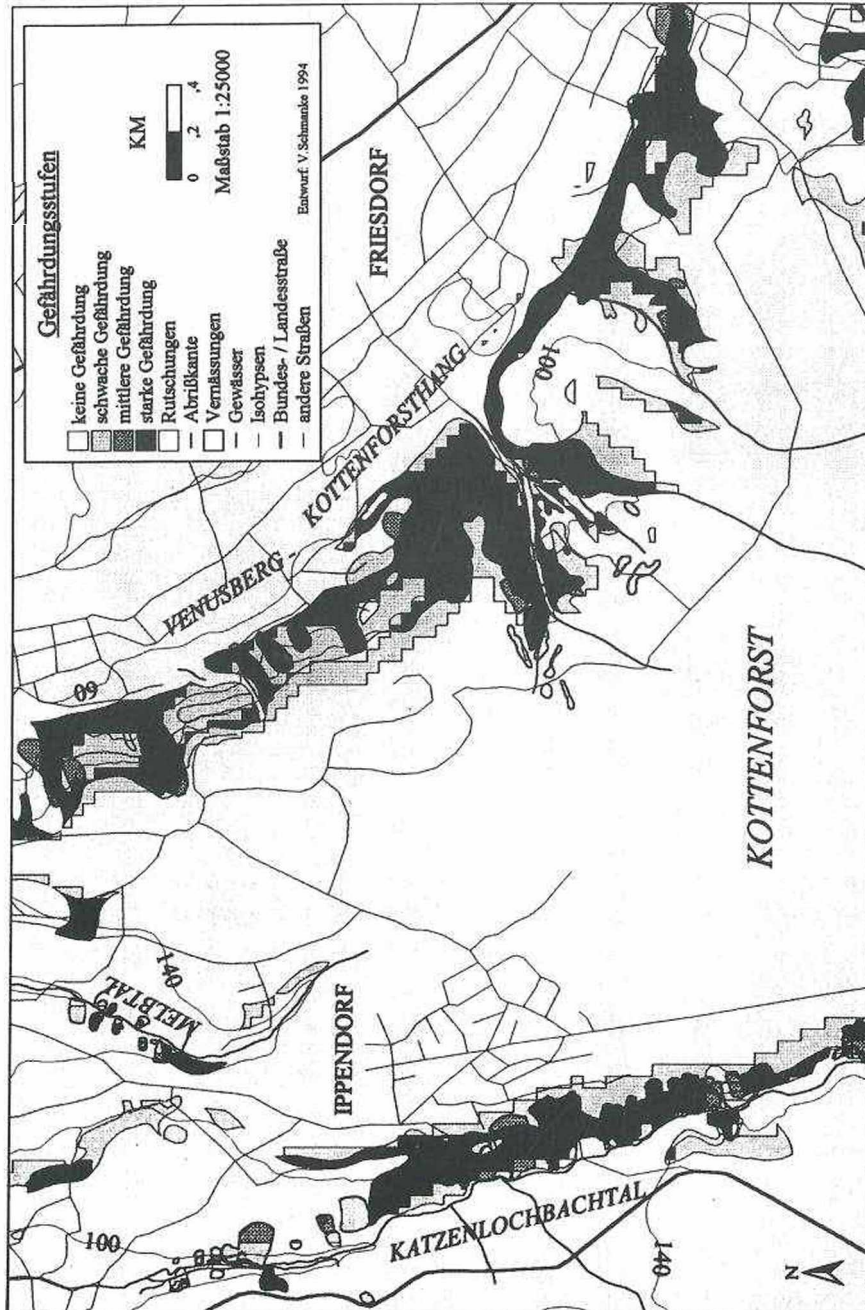 Gefährdungsstufen
keine Gefährdung
schwache Gefährdung
mittlere Gefährdung
starke Gefährdung
Rutschungen
Abrißkante
Vernässungen
Gewässer
Isohypsen
Bundes- / Landesstraße
andere Straßen
KM
0 ,2 ,4
Maßstab 1:25000
Entwurf: V. Schmanke 1994
FRIESDORF
VENUSBERG - KOTTENFORSTHANG
60
100
MELBTAL
140
IPPENDORF
KOTTENFORST
100
KATZENLOCHBACHTAL
140
N